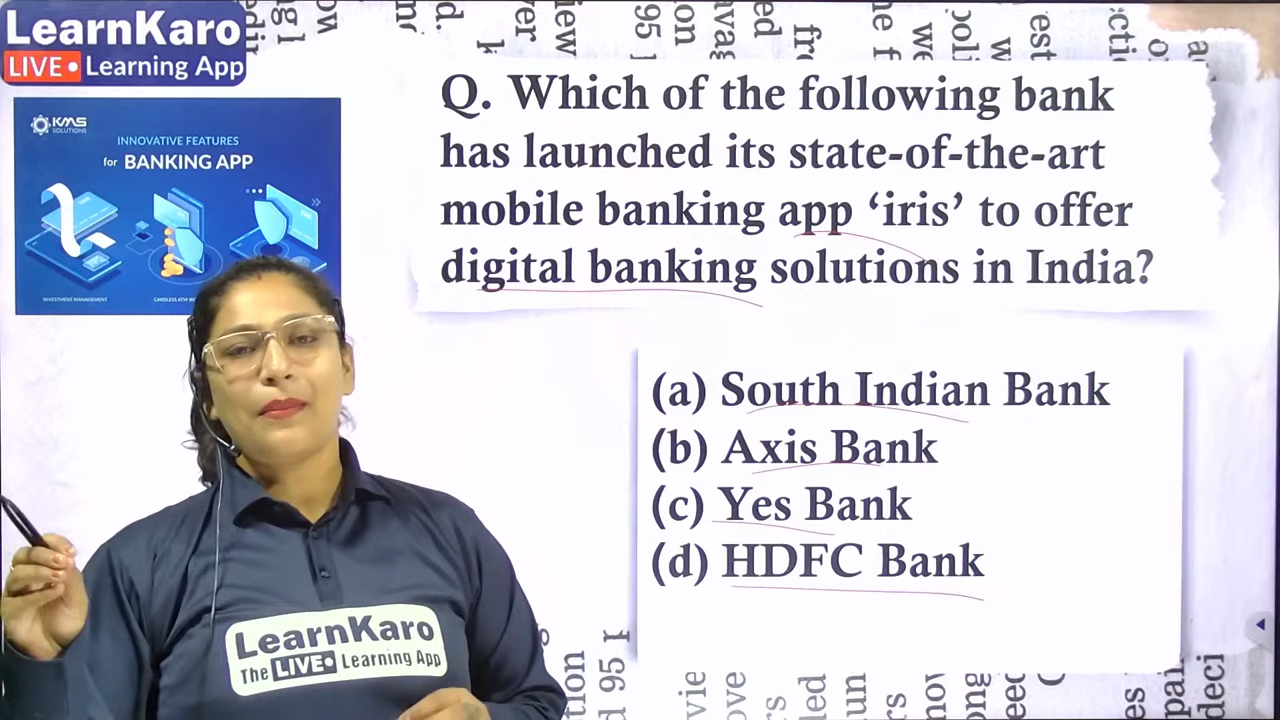 LearnKaro
LIVE• Learning App
KMS
SOLUTIONS
INNOVATIVE FEATURES
for BANKING APP
INVESTMENT MANAGEMENT
Q. Which of the following bank
has launched its state-of-the-art
mobile banking app ‘iris’ to offer
digital banking solutions in India?
(a) South Indian Bank
(b) Axis Bank
(c) Yes Bank
(d) HDFC Bank
LearnKaro
The LIVE• Learning App